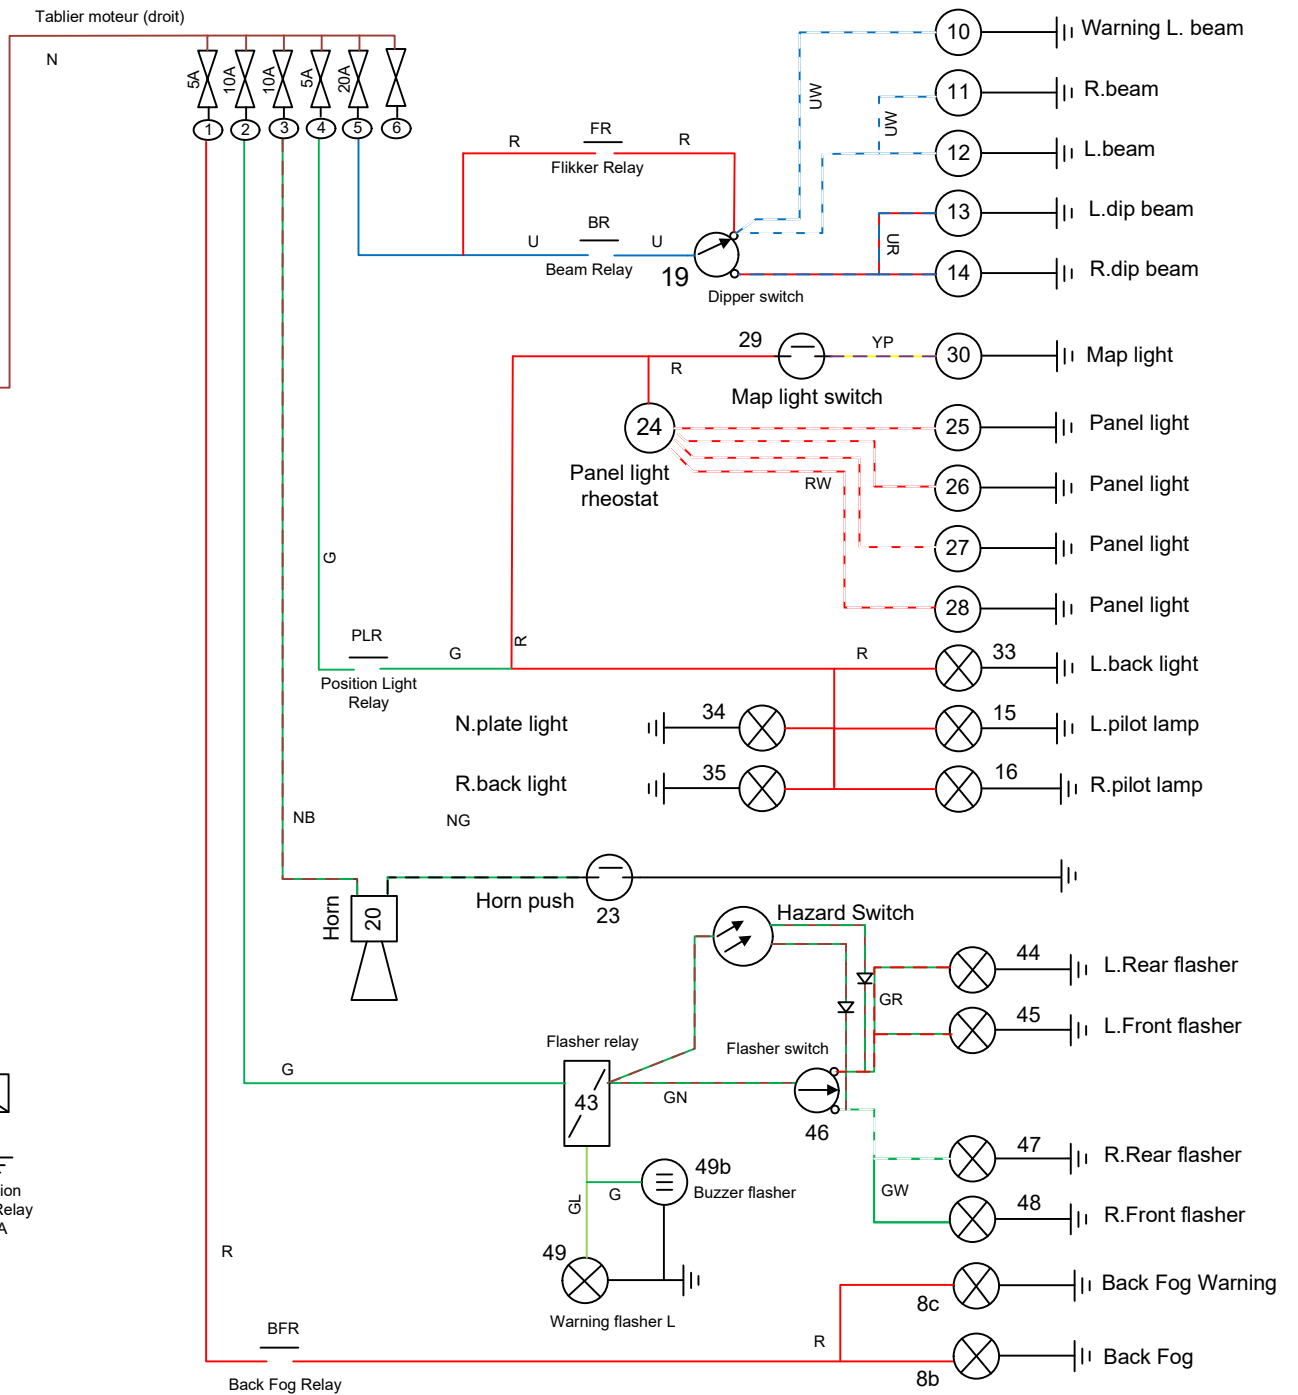 Tablier moteur (droit)
N
5A
10A
10A
5A
20A
1
2
3
4
5
6
10
Warning L. beam
UW
11
R.beam
UW
12
L.beam
R
FR
R
Flikker Relay
13
L.dip beam
UR
14
R.dip beam
U
BR
U
Beam Relay
19
Dipper switch
29
YP
30
Map light
R
Map light switch
24
Panel light
rheostat
25
Panel light
RW
26
Panel light
27
Panel light
28
Panel light
G
R
PLR
G
Position Light
Relay
R
33
L.back light
N.plate light
34
15
L.pilot lamp
R.back light
35
16
R.pilot lamp
NB
NG
Horn
20
Horn push
23
Hazard Switch
44
L.Rear flasher
GR
45
L.Front flasher
Flasher relay
Flasher switch
G
43
GN
46
47
R.Rear flasher
GW
48
R.Front flasher
49b
Buzzer flasher
G
GL
49
Warning flasher L
ion
Relay
A
R
8c
Back Fog Warning
BFR
R
Back Fog Relay
8b
Back Fog